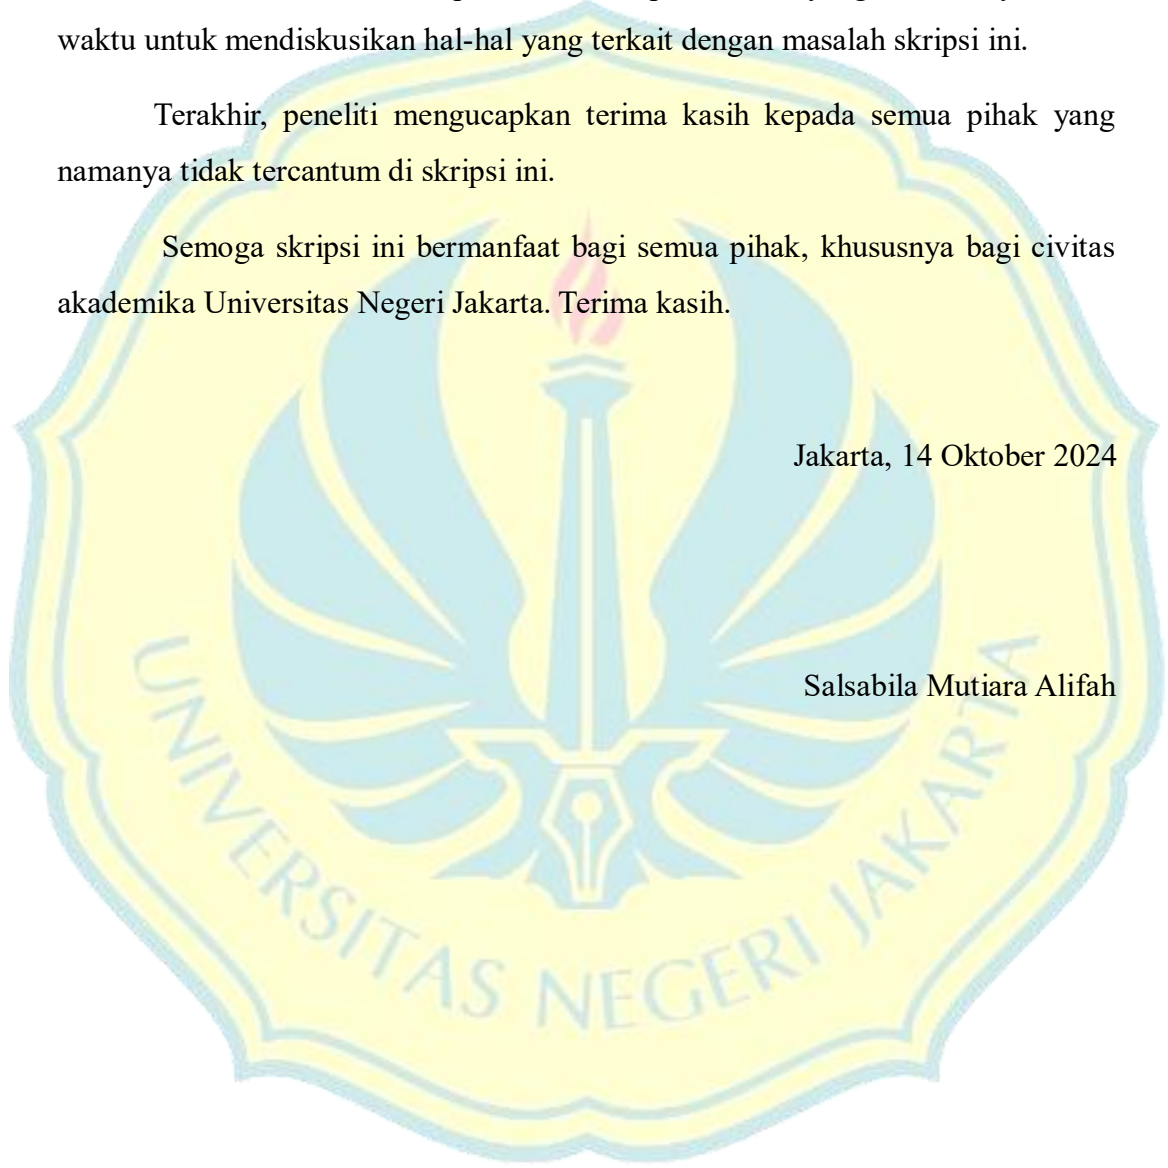 waktu untuk mendiskusikan hal-hal yang terkait dengan masalah skripsi ini.
Terakhir, peneliti mengucapkan terima kasih kepada semua pihak yang
namanya tidak tercantum di skripsi ini.
Semoga skripsi ini bermanfaat bagi semua pihak, khususnya bagi civitas
akademika Universitas Negeri Jakarta. Terima kasih.
Jakarta, 14 Oktober 2024
Salsabila Mutiara Alifah
UNIVERSITAS NEGERI JAKARTA